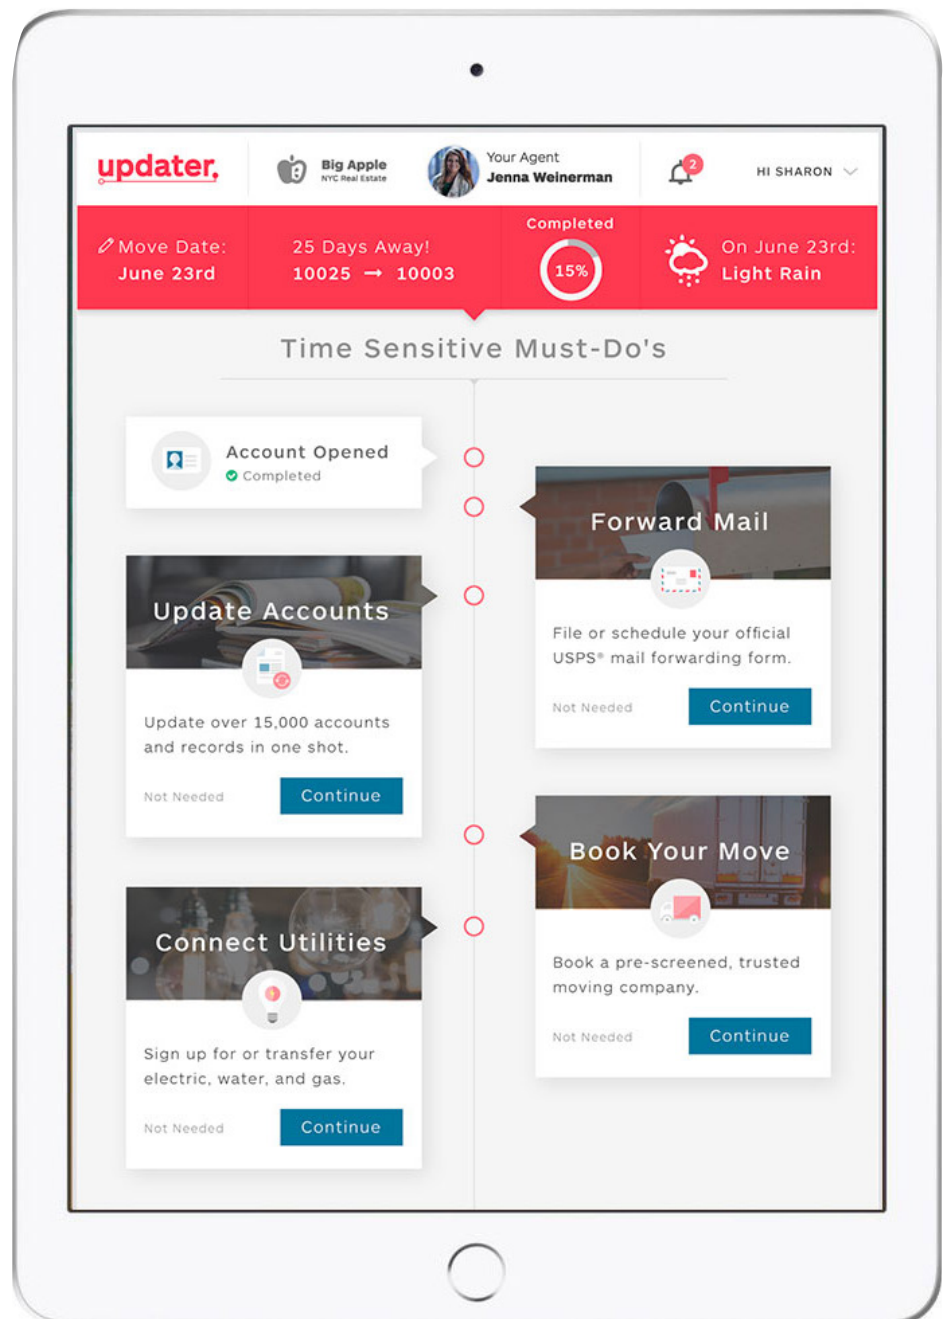 updater.
Big Apple
NYC Real Estate
Your Agent
Jenna Weinerman
2
HI SHARON
Move Date:
June 23rd
25 Days Away!
10025 → 10003
Completed
15%
On June 23rd:
Light Rain
Time Sensitive Must-Do's
Account Opened
Completed
Forward Mail
File or schedule your official
USPS® mail forwarding form.
Not Needed
Continue
Update Accounts
Update over 15,000 accounts
and records in one shot.
Not Needed
Continue
Book Your Move
Book a pre-screened, trusted
moving company.
Not Needed
Continue
Connect Utilities
Sign up for or transfer your
electric, water, and gas.
Not Needed
Continue